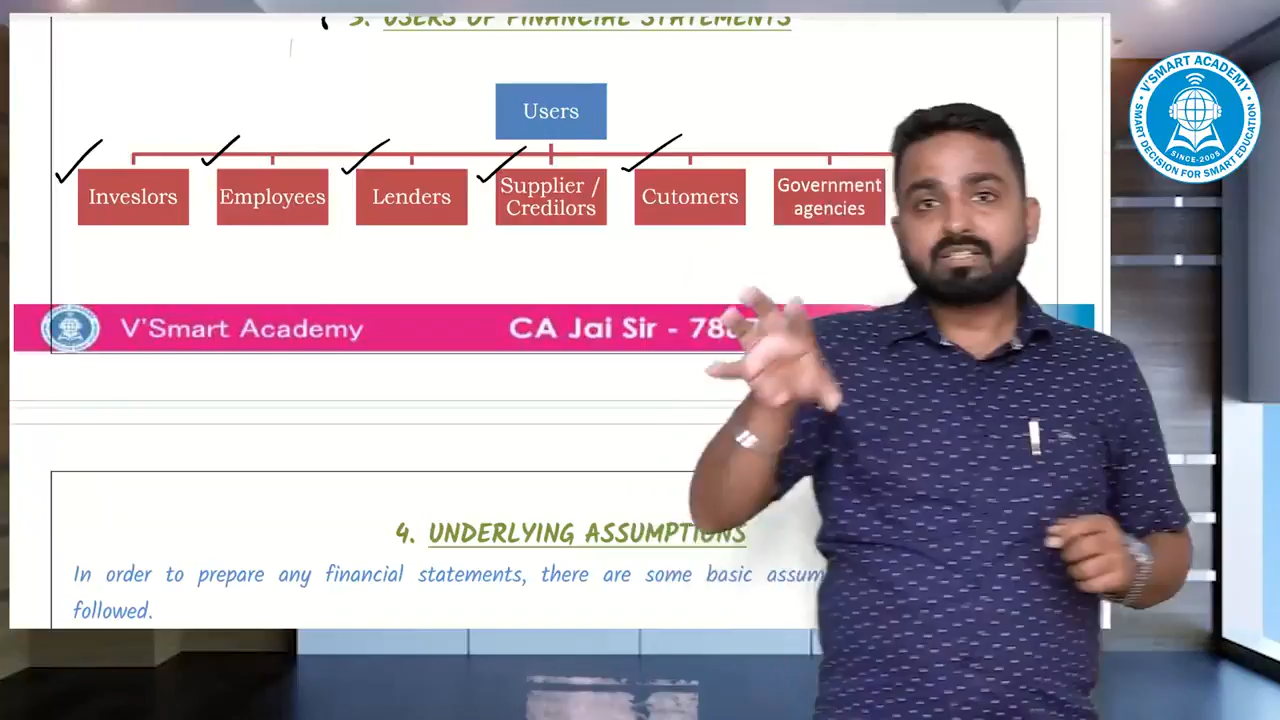 3. USERS OF FINANCIAL STATEMENTS
Users
Inveslors
Employees
Lenders
Supplier /
Credilors
Cutomers
Government
agencies
V'Smart Academy
CA Jai Sir - 78
4. UNDERLYING ASSUMPTIONS
In order to prepare any financial statements, there are some basic assum
followed.
V'SMART ACADEMY
SMART DECISION FOR SMART EDUCATION
SINCE-2008